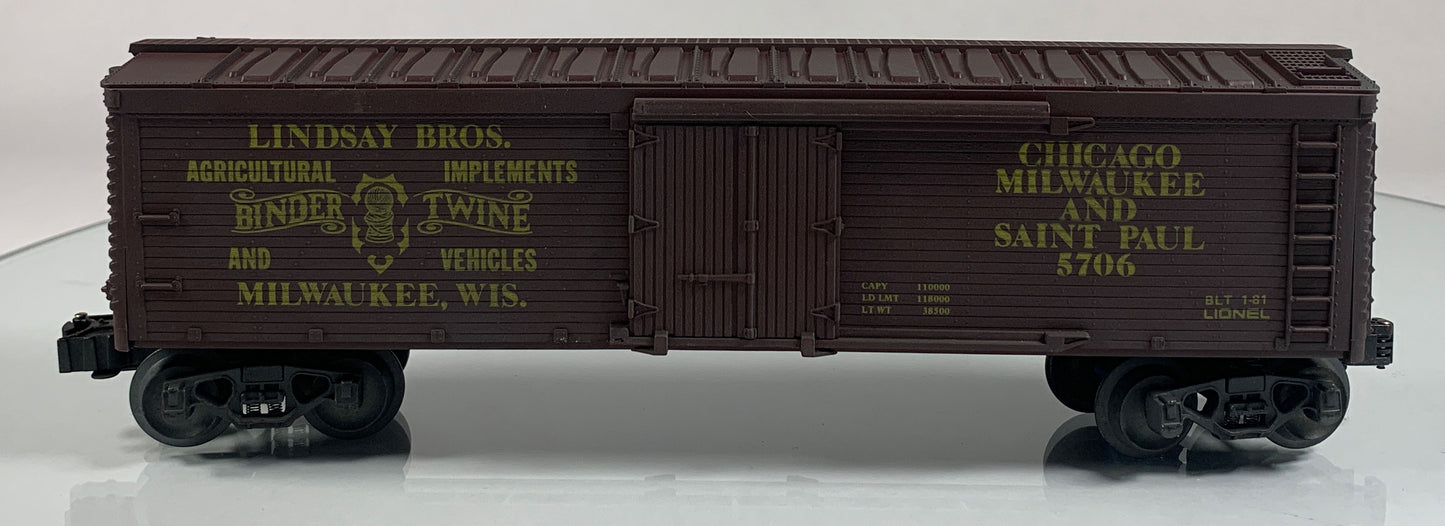 LINDSAY BROS.
AGRICULTURAL IMPLEMENTS
BINDER TWINE
AND VEHICLES
MILWAUKEE, WIS.
CHICAGO
MILWAUKEE
AND
SAINT PAUL
5706
CAPY 110000
LD LMT 118000
LT WT 38500
BLT 1-81
LIONEL